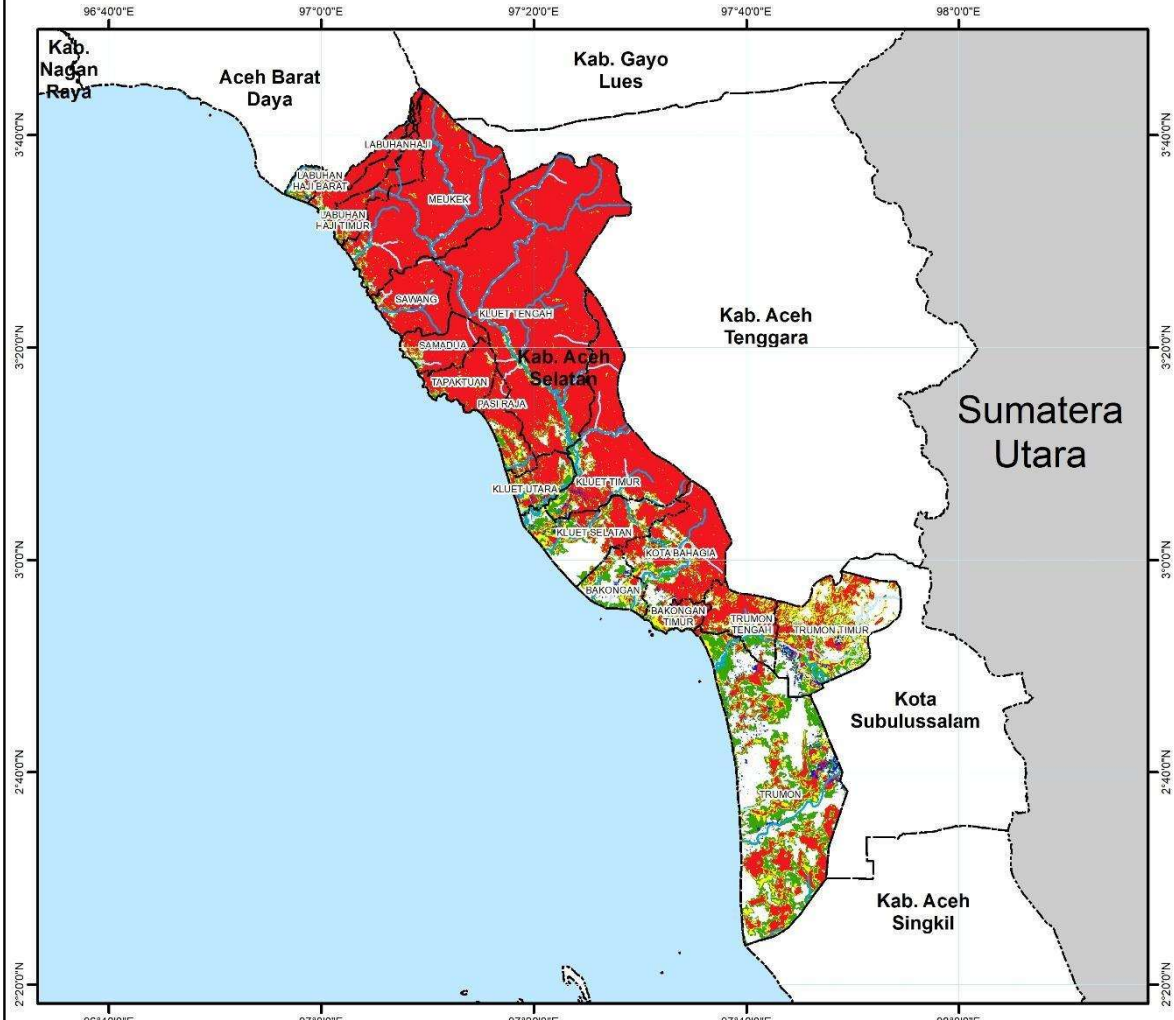 96°40'0"E
97°0'0"E
97°20'0"E
97°40'0"E
98°0'0"E
Kab.
Nagan
Raya
Aceh Barat
Daya
Kab. Gayo
Lues
3°40'0"N
3°40'0"N
LABUHANHAJI
LABUHAN
HAJI BARAT
MEUKEK
LABUHAN
HAJI TIMUR
SAWANG
KLUET TENGAH
Kab. Aceh
Tenggara
3°20'0"N
3°20'0"N
SAMADUA
Kab. Aceh
Selatan
TAPAKTUAN
PASI RAJA
Sumatera
Utara
KLUET UTARA
KLUET TIMUR
KLUET SELATAN
KOTA BAHAGIA
3°0'0"N
3°0'0"N
BAKONGAN
BAKONGAN
TIMUR
TRUMON
TENGAH
TRUMON TIMUR
Kota
Subulussalam
2°40'0"N
2°40'0"N
TRUMON
Kab. Aceh
Singkil
2°20'0"N
2°20'0"N